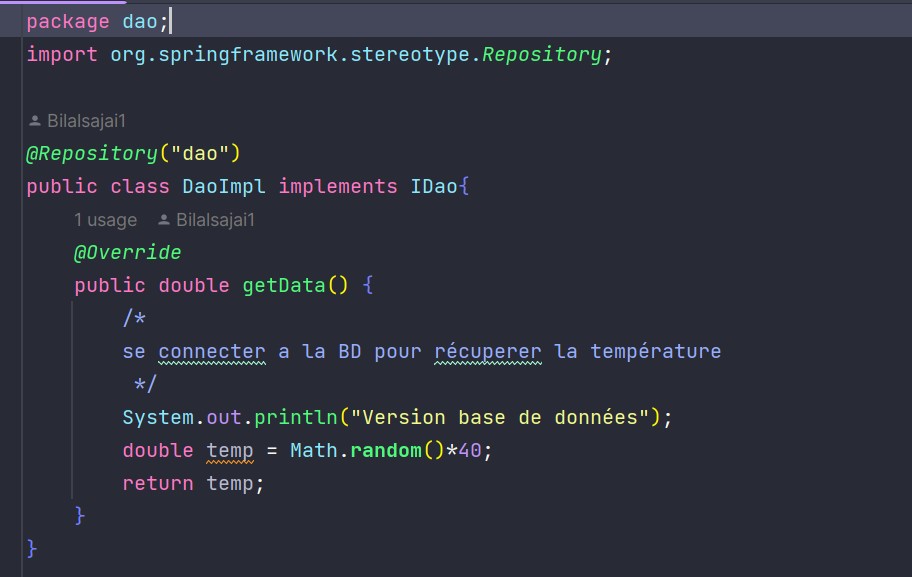 package dao;
import org.springframework.stereotype.Repository;
Bilalsajai1
@Repository("dao")
public class DaoImpl implements IDao{
1 usage Bilalsajai1
@Override
public double getData() {
/*
se connecter a la BD pour récuperer la température
*/
System.out.println("Version base de données");
double temp = Math.random()*40;
return temp;
}
}